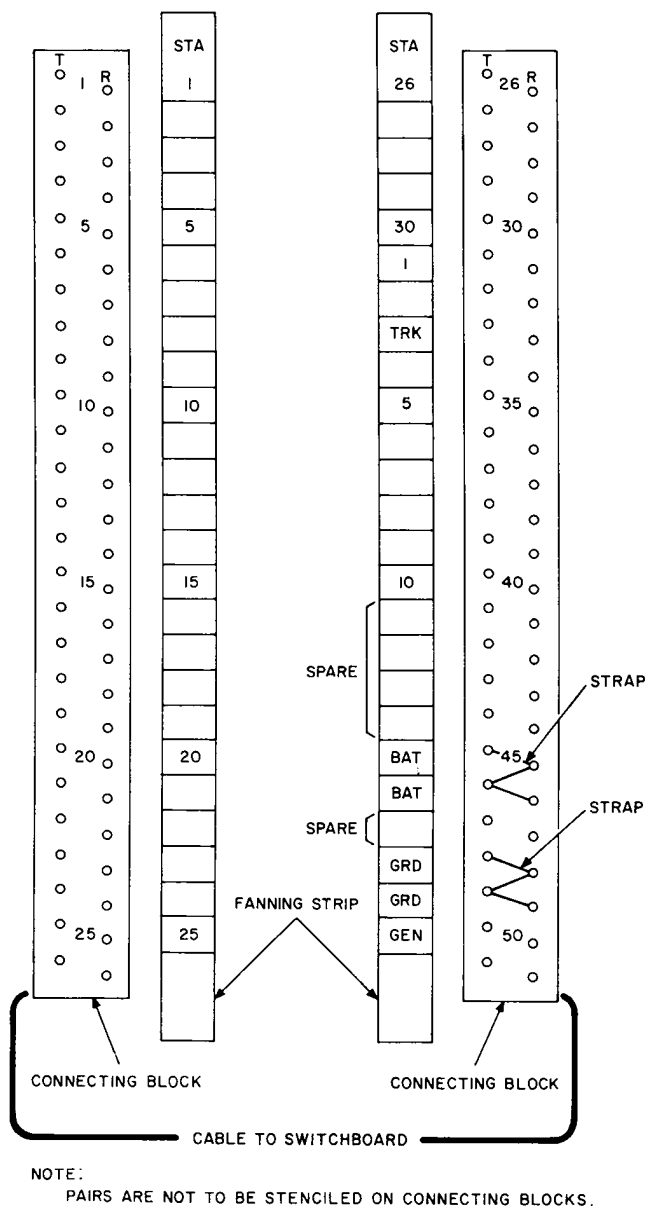 STA STA
T R T R
1 1 26 26
5 5 30 30
1
TRK
10 10 5 35
15 15 10 40
SPARE
STRAP
20 20 BAT 45
BAT
SPARE
STRAP
GRD
FANNING STRIP
GRD
25 25 GEN 50
CONNECTING BLOCK CONNECTING BLOCK
CABLE TO SWITCHBOARD
NOTE:
PAIRS ARE NOT TO BE STENCILED ON CONNECTING BLOCKS.